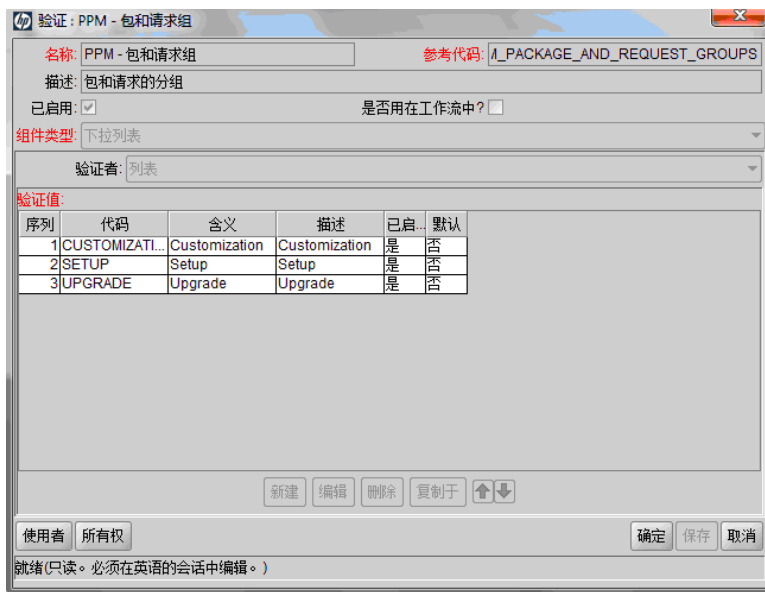 hp 验证 : PPM - 包和请求组
名称: PPM - 包和请求组 参考代码: /I_PACKAGE_AND_REQUEST_GROUPS
描述: 包和请求的分组
已启用: 是否用在工作流中?
组件类型: 下拉列表
验证者: 列表
验证值:
序列 代码 含义 描述 已启... 默认
1 CUSTOMIZATI... Customization Customization 是 否
2 SETUP Setup Setup 是 否
3 UPGRADE Upgrade Upgrade 是 否
新建 编辑 删除 复制于
使用者 所有权 确定 保存 取消
就绪(只读。必须在英语的会话中编辑。)